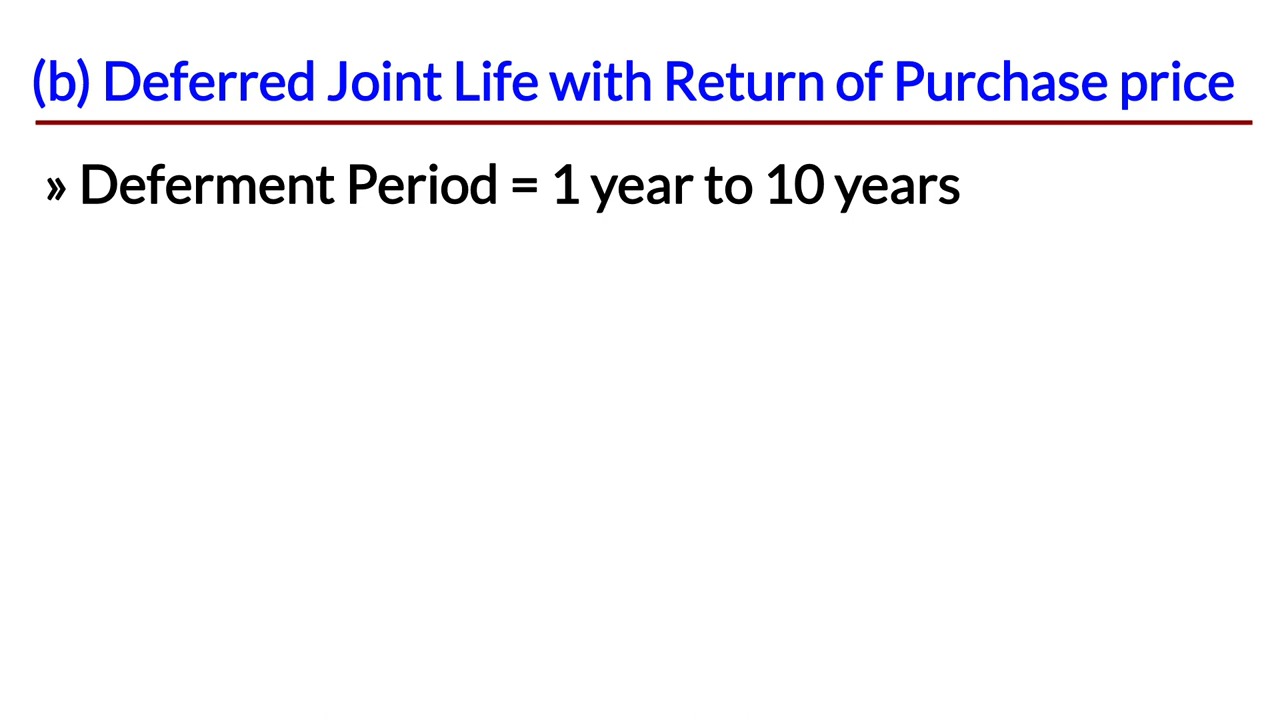 (b) Deferred Joint Life with Return of Purchase price
» Deferment Period = 1 year to 10 years